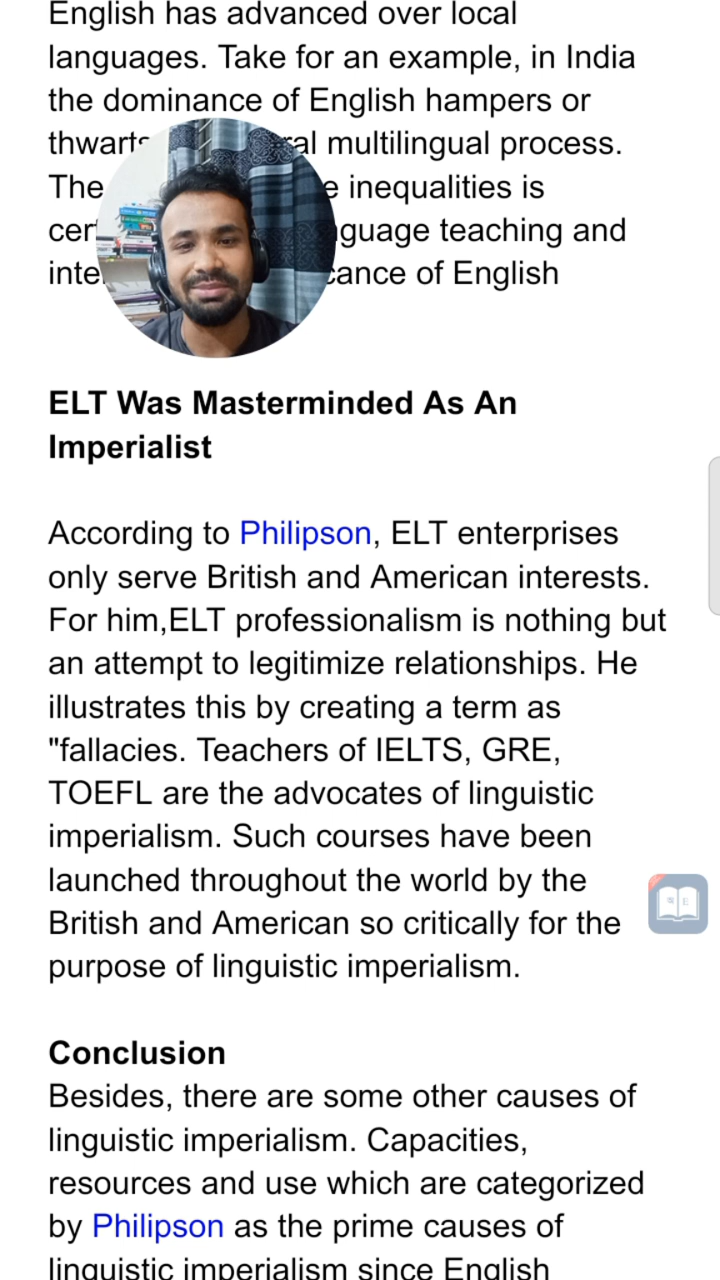 English has advanced over local
languages. Take for an example, in India
the dominance of English hampers or
thwarts multilingual process.
The inequalities is
teaching and
of English
ELT Was Masterminded As An
Imperialist
According to Philipson, ELT enterprises
only serve British and American interests.
For him,ELT professionalism is nothing but
an attempt to legitimize relationships. He
illustrates this by creating a term as
"fallacies. Teachers of IELTS, GRE,
TOEFL are the advocates of linguistic
imperialism. Such courses have been
launched throughout the world by the
British and American so critically for the
purpose of linguistic imperialism.
Conclusion
Besides, there are some other causes of
linguistic imperialism. Capacities,
resources and use which are categorized
by Philipson as the prime causes of
linguistic imperialism since English